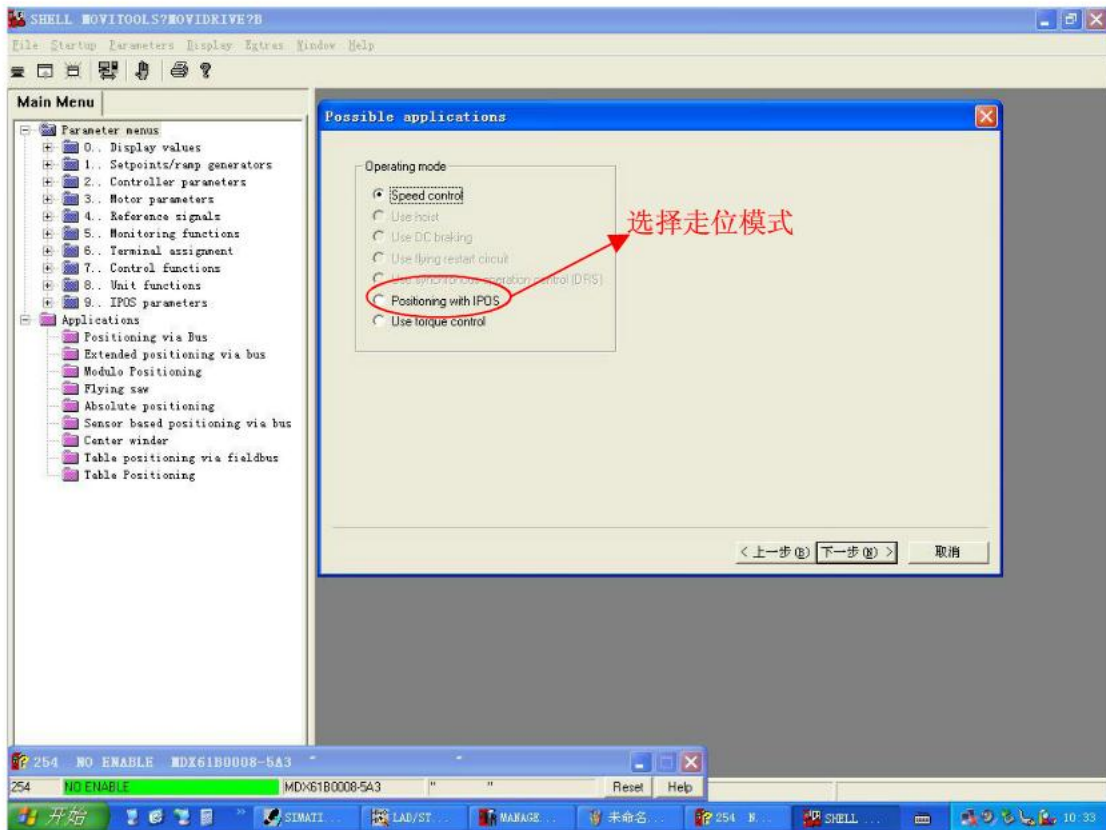 SHELL MOVITOOLS?MOVIDRIVE?B
File Startup Parameters Display Extras Window Help
Main Menu
Parameter menus
0.. Display values
1.. Setpoints/ramp generators
2.. Controller parameters
3.. Motor parameters
4.. Reference signals
5.. Monitoring functions
6.. Terminal assignment
7.. Control functions
8.. Unit functions
9.. IPOS parameters
Applications
Positioning via Bus
Extended positioning via bus
Modulo Positioning
Flying saw
Absolute positioning
Sensor based positioning via bus
Center winder
Table positioning via fieldbus
Table Positioning
Possible applications
Operating mode
Speed control
Use hoist
Use DC braking
Use flying restart circuit
Use synchronous operation control (DRS)
Positioning with IPOS
Use torque control
选择走位模式
< 上一步(B) 下一步(N) > 取消
254 NO ENABLE MDX61B0008-5A3
254 NO ENABLE MDX61B0008-5A3 " " Reset Help
开始 SIMATI... LAD/ST... MANAGE... 未命名... 254 N... SHELL ... 10:33